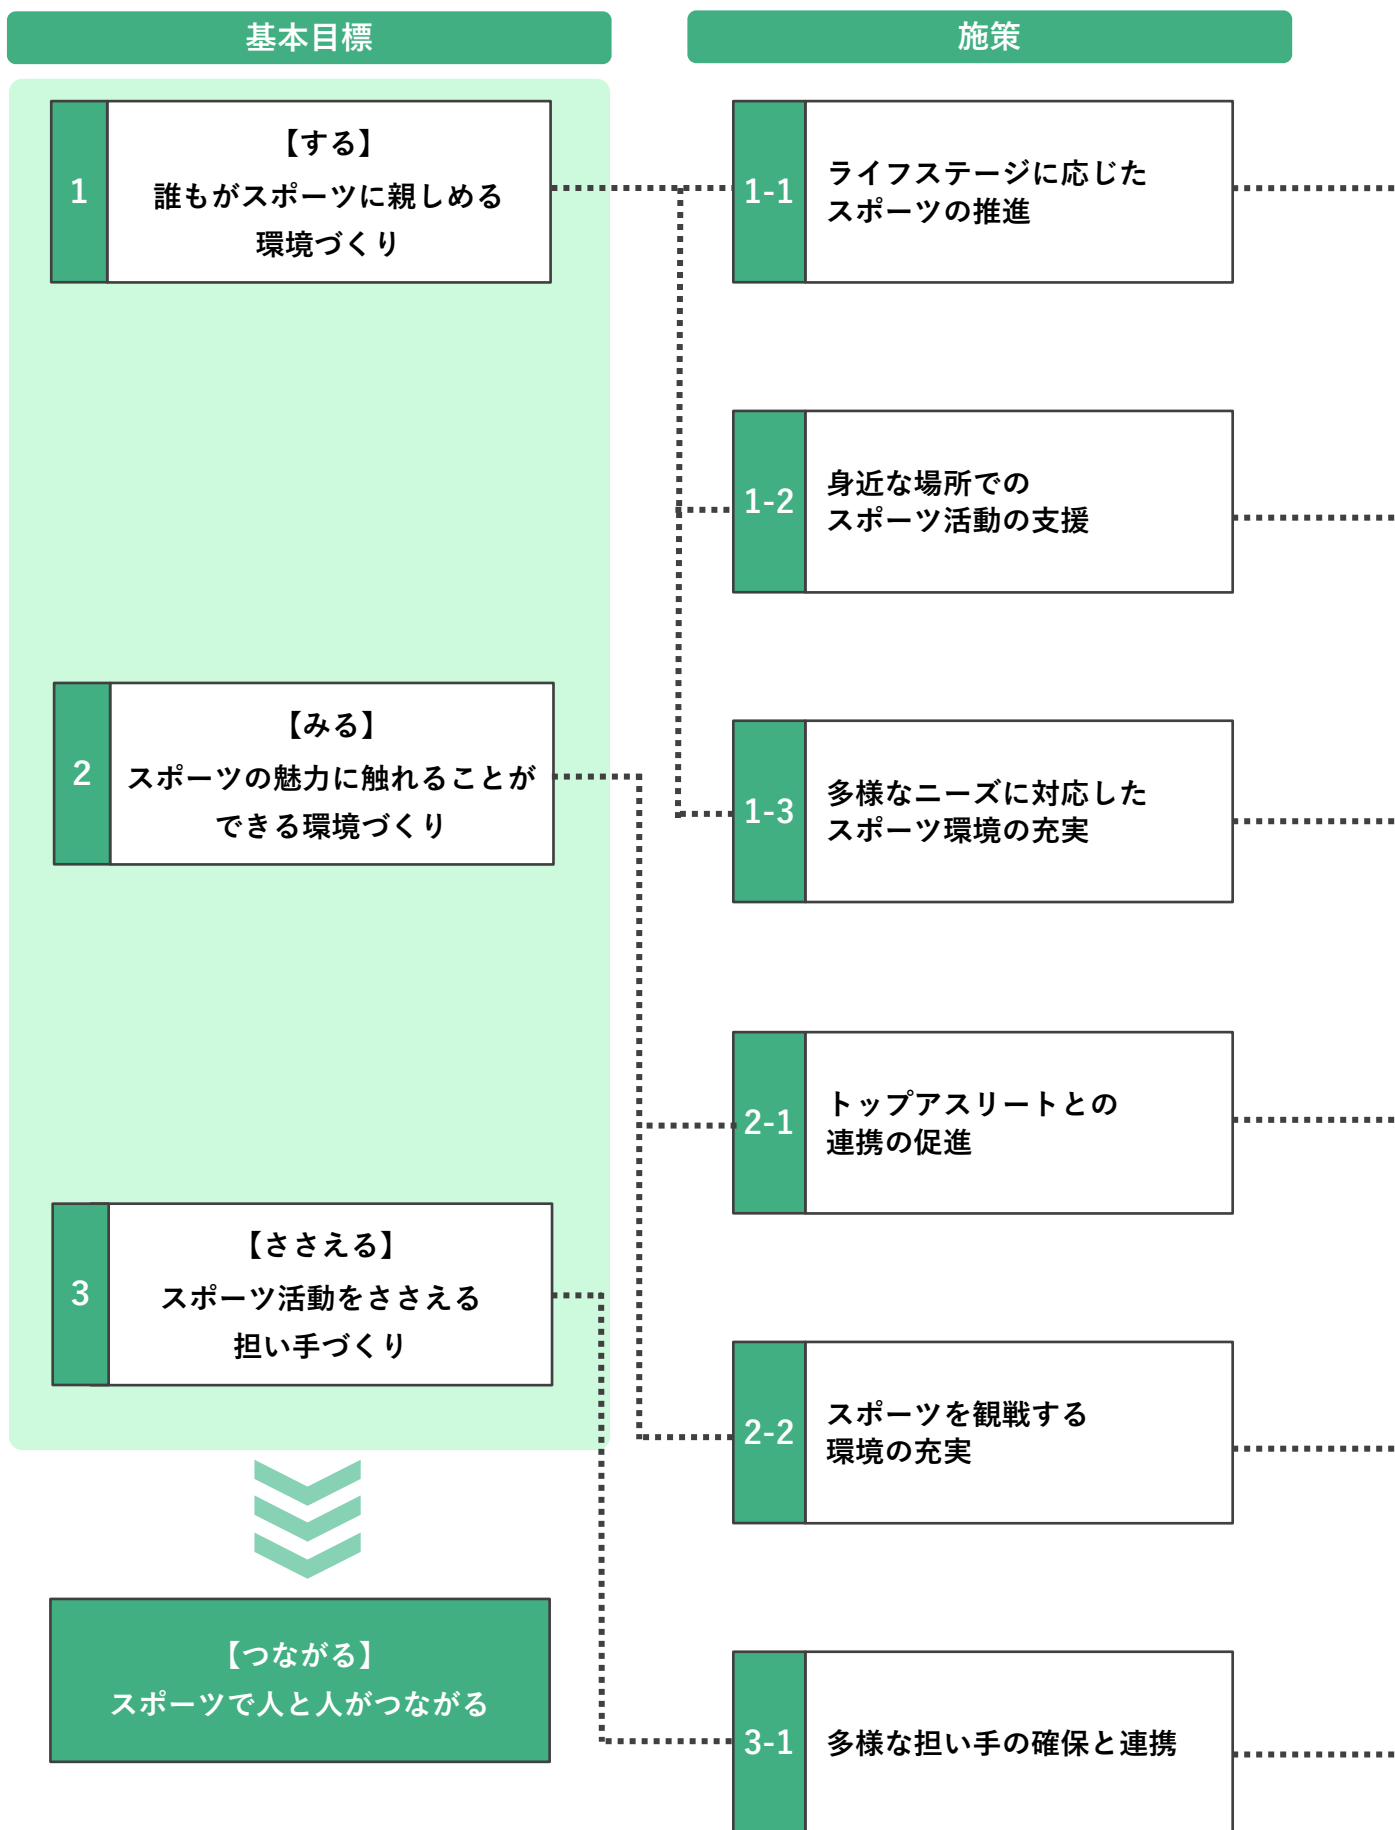 基本目標
施策
1
【する】
誰もがスポーツに親しめる
環境づくり
1-1
ライフステージに応じた
スポーツの推進
1-2
身近な場所での
スポーツ活動の支援
2
【みる】
スポーツの魅力に触れることが
できる環境づくり
1-3
多様なニーズに対応した
スポーツ環境の充実
2-1
トップアスリートとの
連携の促進
3
【ささえる】
スポーツ活動をささえる
担い手づくり
2-2
スポーツを観戦する
環境の充実
【つながる】
スポーツで人と人がつながる
3-1
多様な担い手の確保と連携